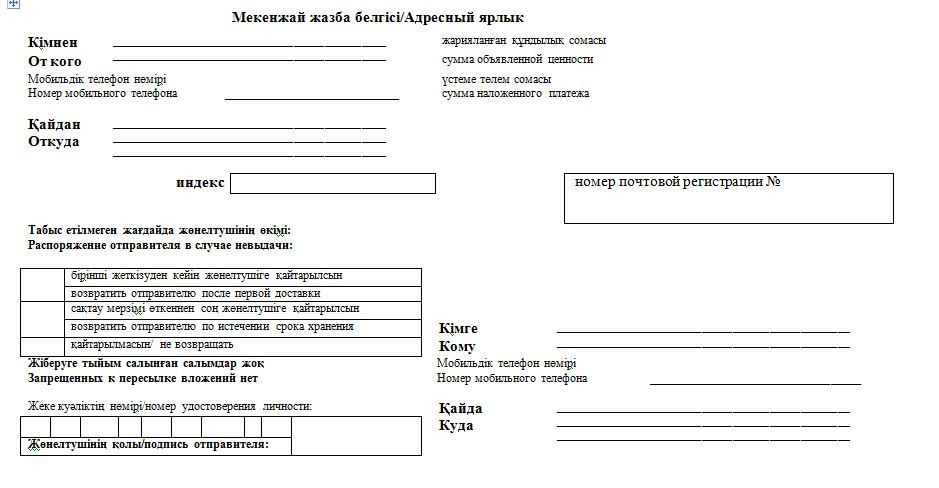 Мекенжай жазба белгісі/Адресный ярлык
Кімнен
От кого
Мобильдік телефон нөмірі
Номер мобильного телефона
жарияланған құндылық сомасы
сумма объявленной ценности
үстеме төлем сомасы
сумма наложенного платежа
Қайдан
Откуда
индекс
номер почтовой регистрации №
Табыс етілмеген жағдайда жөнелтушінің өкімі:
Распоряжение отправителя в случае невыдачи:
бірінші жеткізуден кейін жөнелтушіге қайтарылсын
возвратить отправителю после первой доставки
сақтау мерзімі өткеннен соң жөнелтушіге қайтарылсын
возвратить отправителю по истечении срока хранения
қайтарылмасын/ не возвращать
Жіберуге тыйым салынған салымдар жоқ
Запрещенных к пересылке вложений нет
Жеке куәліктің нөмірі/номер удостоверения личности:
Жөнелтушінің қолы/подпись отправителя:
Кімге
Кому
Мобильдік телефон нөмірі
Номер мобильного телефона
Қайда
Куда